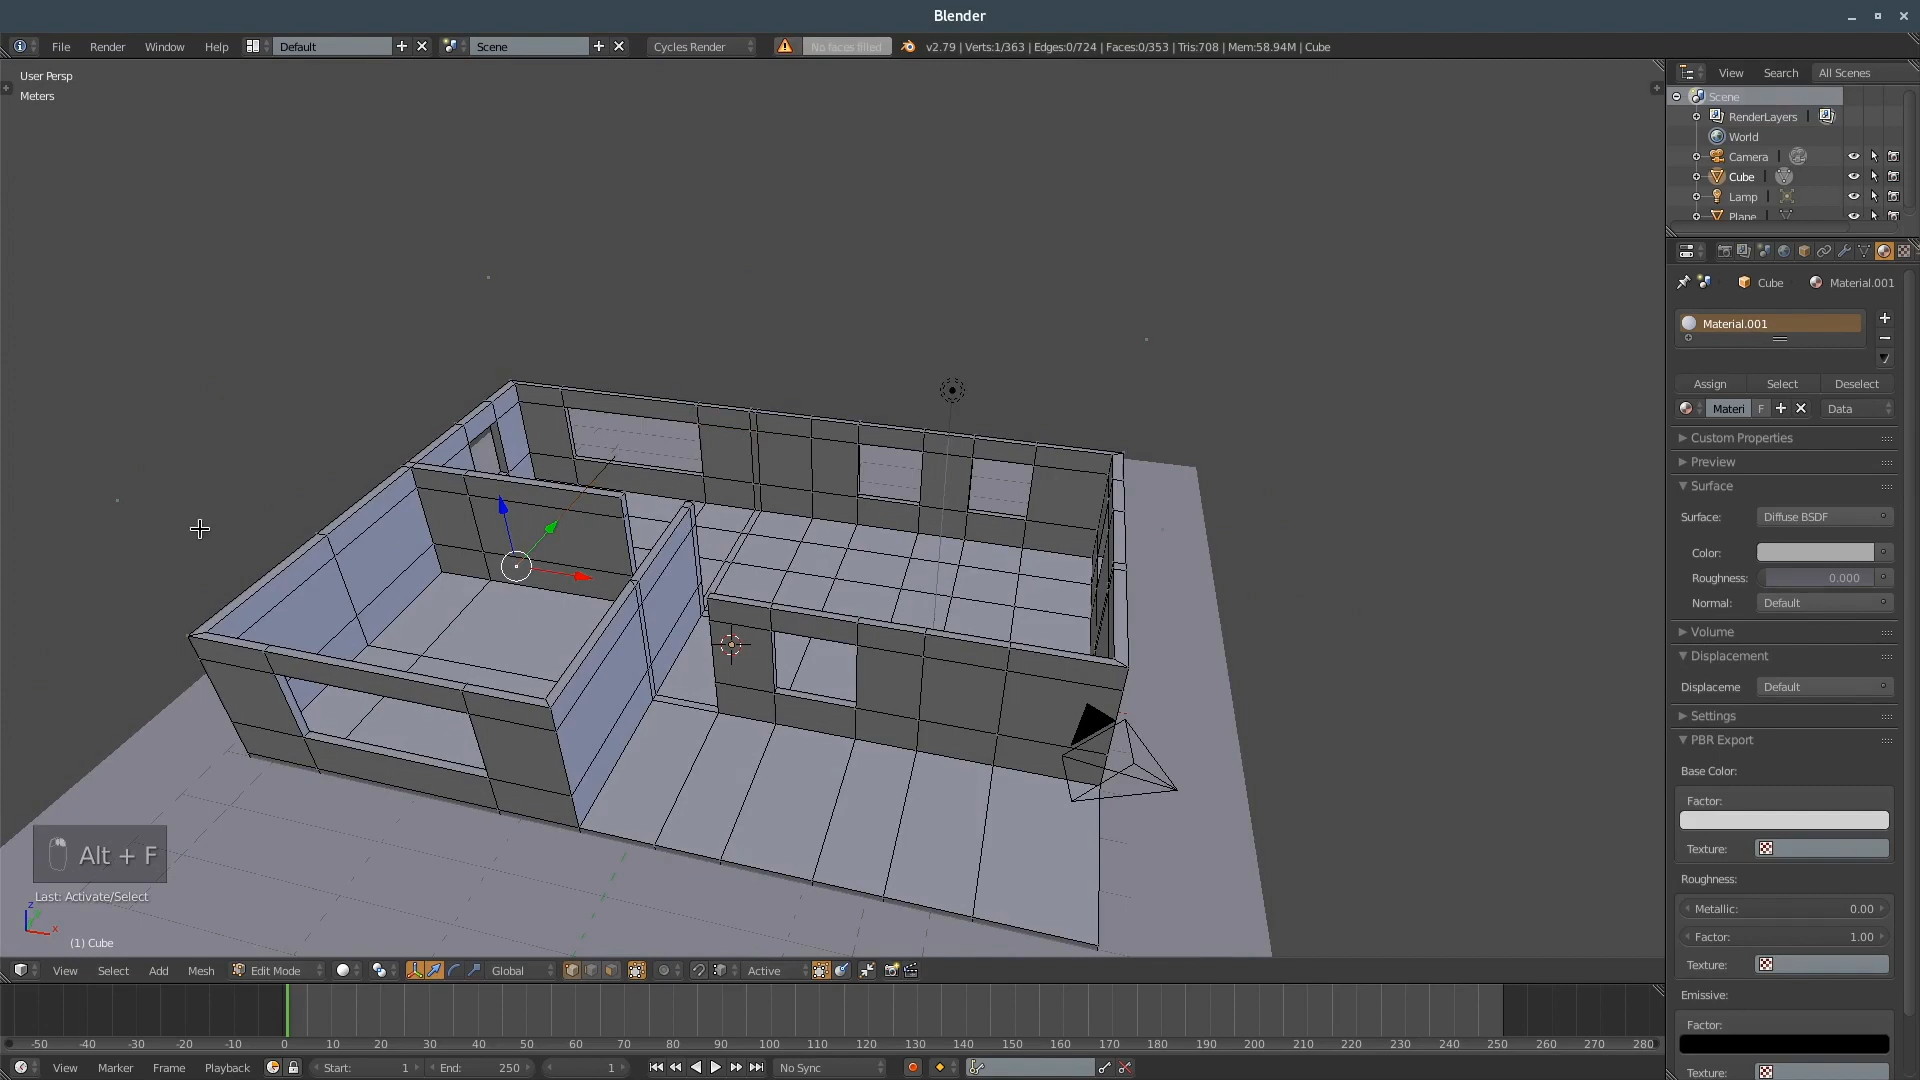 Blender
File Render Window Help Default Scene Cycles Render No faces filled v2.79 | Verts:1/363 | Edges:0/724 | Faces:0/353 | Tris:708 | Mem:58.94M | Cube
User Persp
Meters
View Search All Scenes
Scene
RenderLayers
World
Camera
Cube
Lamp
Plane
Cube Material.001
Material.001
Assign Select Deselect
Materi F Data
Custom Properties
Preview
Surface
Surface: Diffuse BSDF
Color:
Roughness: 0.000
Normal: Default
Volume
Displacement
Displaceme Default
Settings
PBR Export
Base Color:
Factor:
Texture:
Roughness:
Metallic: 0.00
Factor: 1.00
Texture:
Emissive:
Factor:
Texture:
Alt + F
Last: Activate/Select
z
x
(1) Cube
View Select Add Mesh Edit Mode Global Active
-50 -40 -30 -20 -10 0 10 20 30 40 50 60 70 80 90 100 110 120 130 140 150 160 170 180 190 200 210 220 230 240 250 260 270 280
View Marker Frame Playback Start: 1 End: 250 1 No Sync